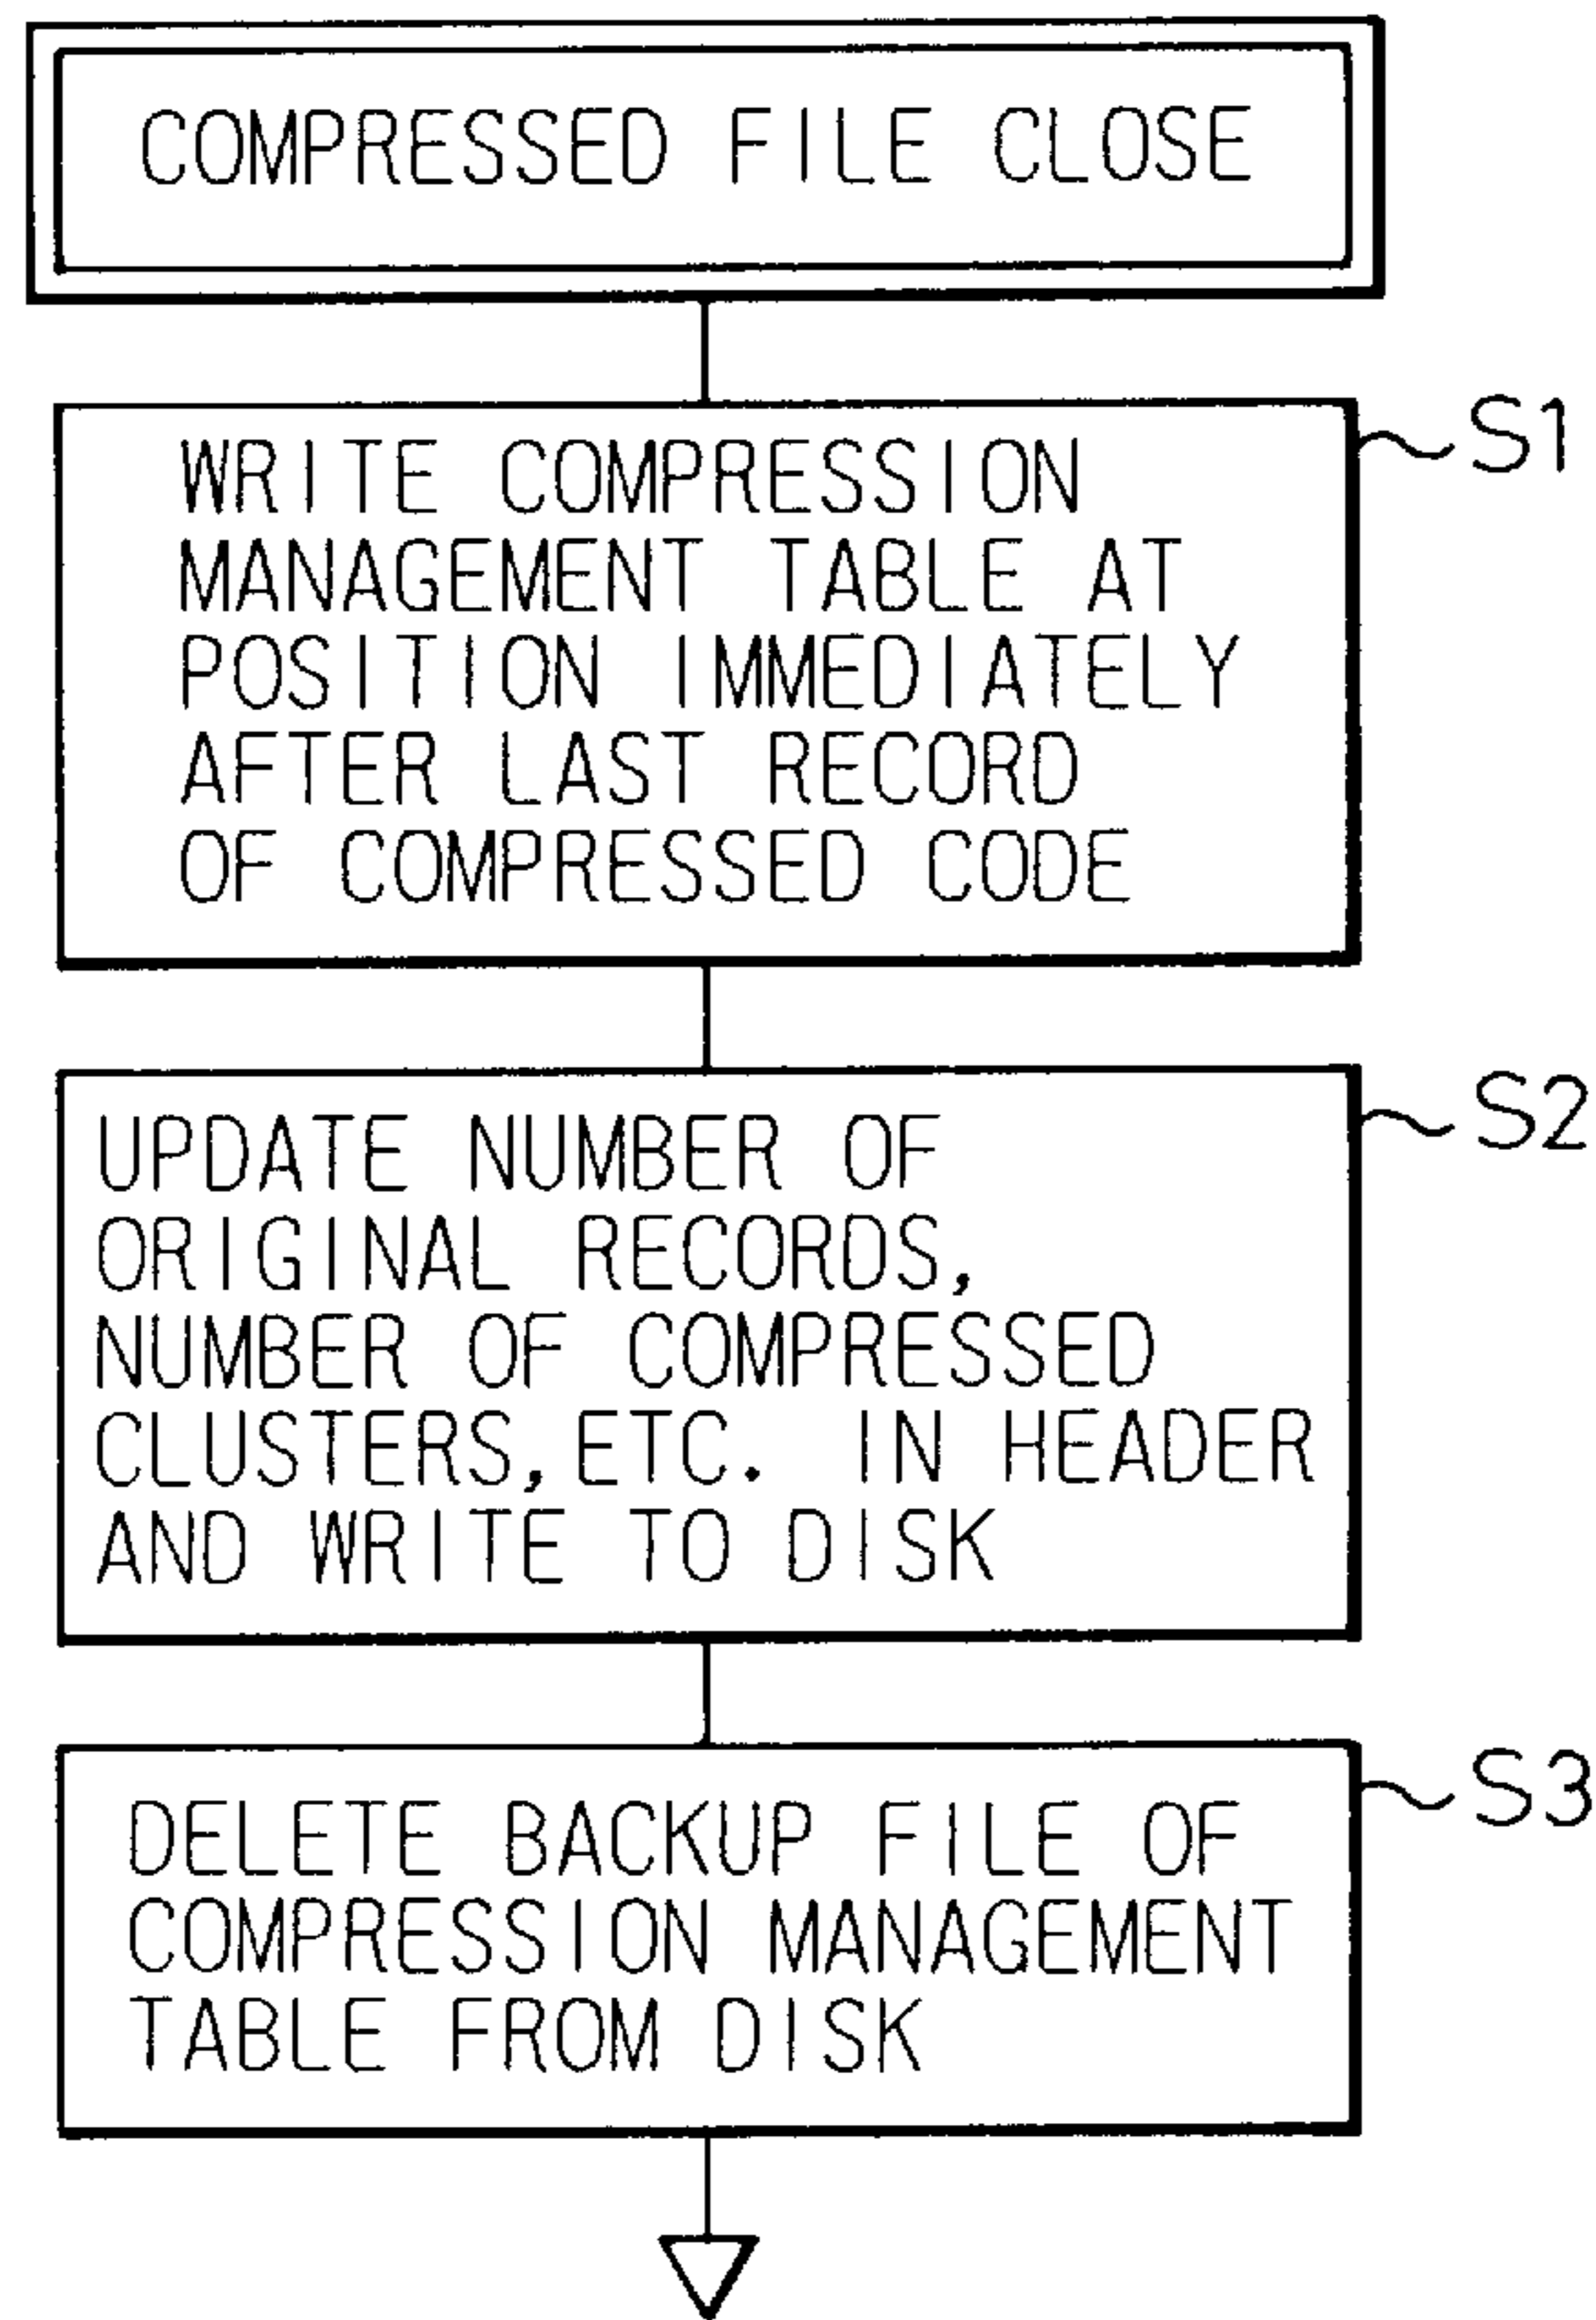 COMPRESSED FILE CLOSE
WRITE COMPRESSION
MANAGEMENT TABLE AT
POSITION IMMEDIATELY
AFTER LAST RECORD
OF COMPRESSED CODE
S1
UPDATE NUMBER OF
ORIGINAL RECORDS,
NUMBER OF COMPRESSED
CLUSTERS,ETC. IN HEADER
AND WRITE TO DISK
S2
DELETE BACKUP FILE OF
COMPRESSION MANAGEMENT
TABLE FROM DISK
S3